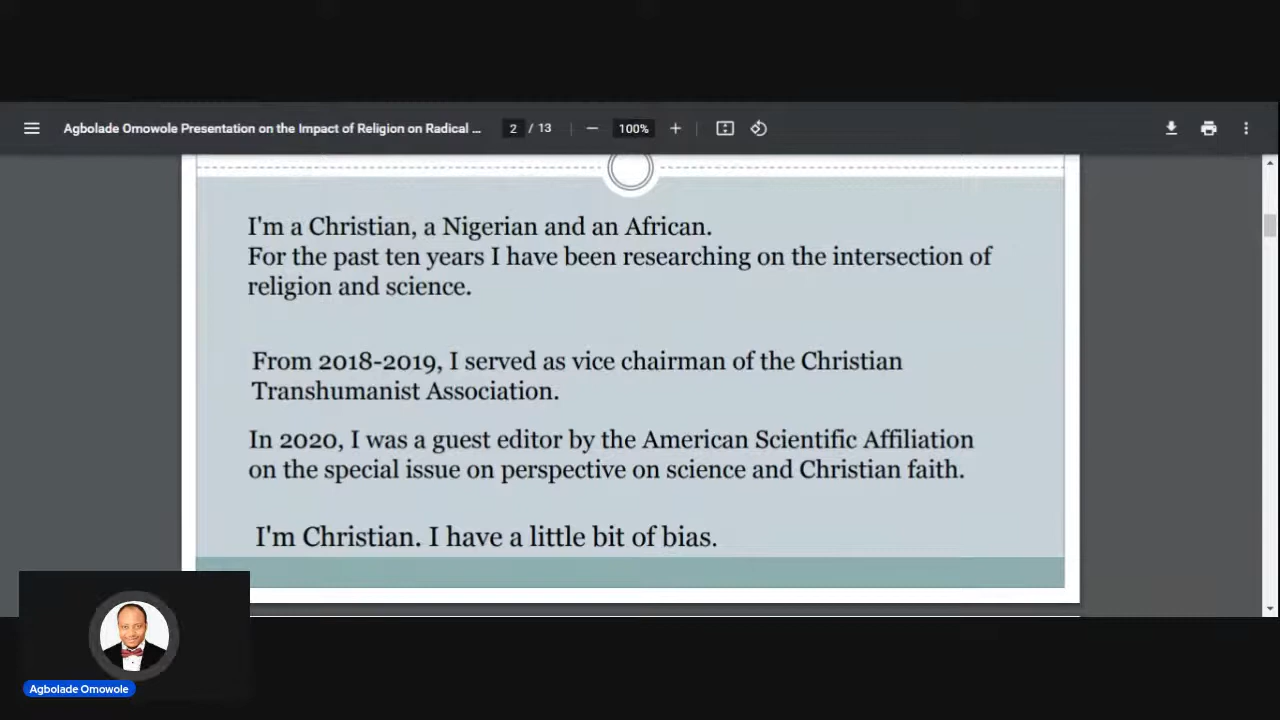 Agbolade Omowole Presentation on the Impact of Religion on Radical ...
2 / 13
100%
I'm a Christian, a Nigerian and an African.
For the past ten years I have been researching on the intersection of
religion and science.
From 2018-2019, I served as vice chairman of the Christian
Transhumanist Association.
In 2020, I was a guest editor by the American Scientific Affiliation
on the special issue on perspective on science and Christian faith.
I'm Christian. I have a little bit of bias.
Agbolade Omowole